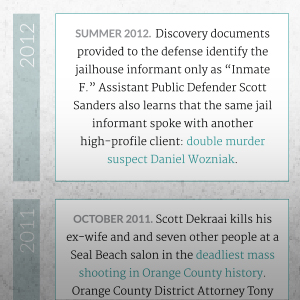 2012
SUMMER 2012. Discovery documents
provided to the defense identify the
jailhouse informant only as “Inmate
F.” Assistant Public Defender Scott
Sanders also learns that the same jail
informant spoke with another
high-profile client: double murder
suspect Daniel Wozniak.
2011
OCTOBER 2011. Scott Dekraai kills his
ex-wife and and seven other people at a
Seal Beach salon in the deadliest mass
shooting in Orange County history.
Orange County District Attorney Tony